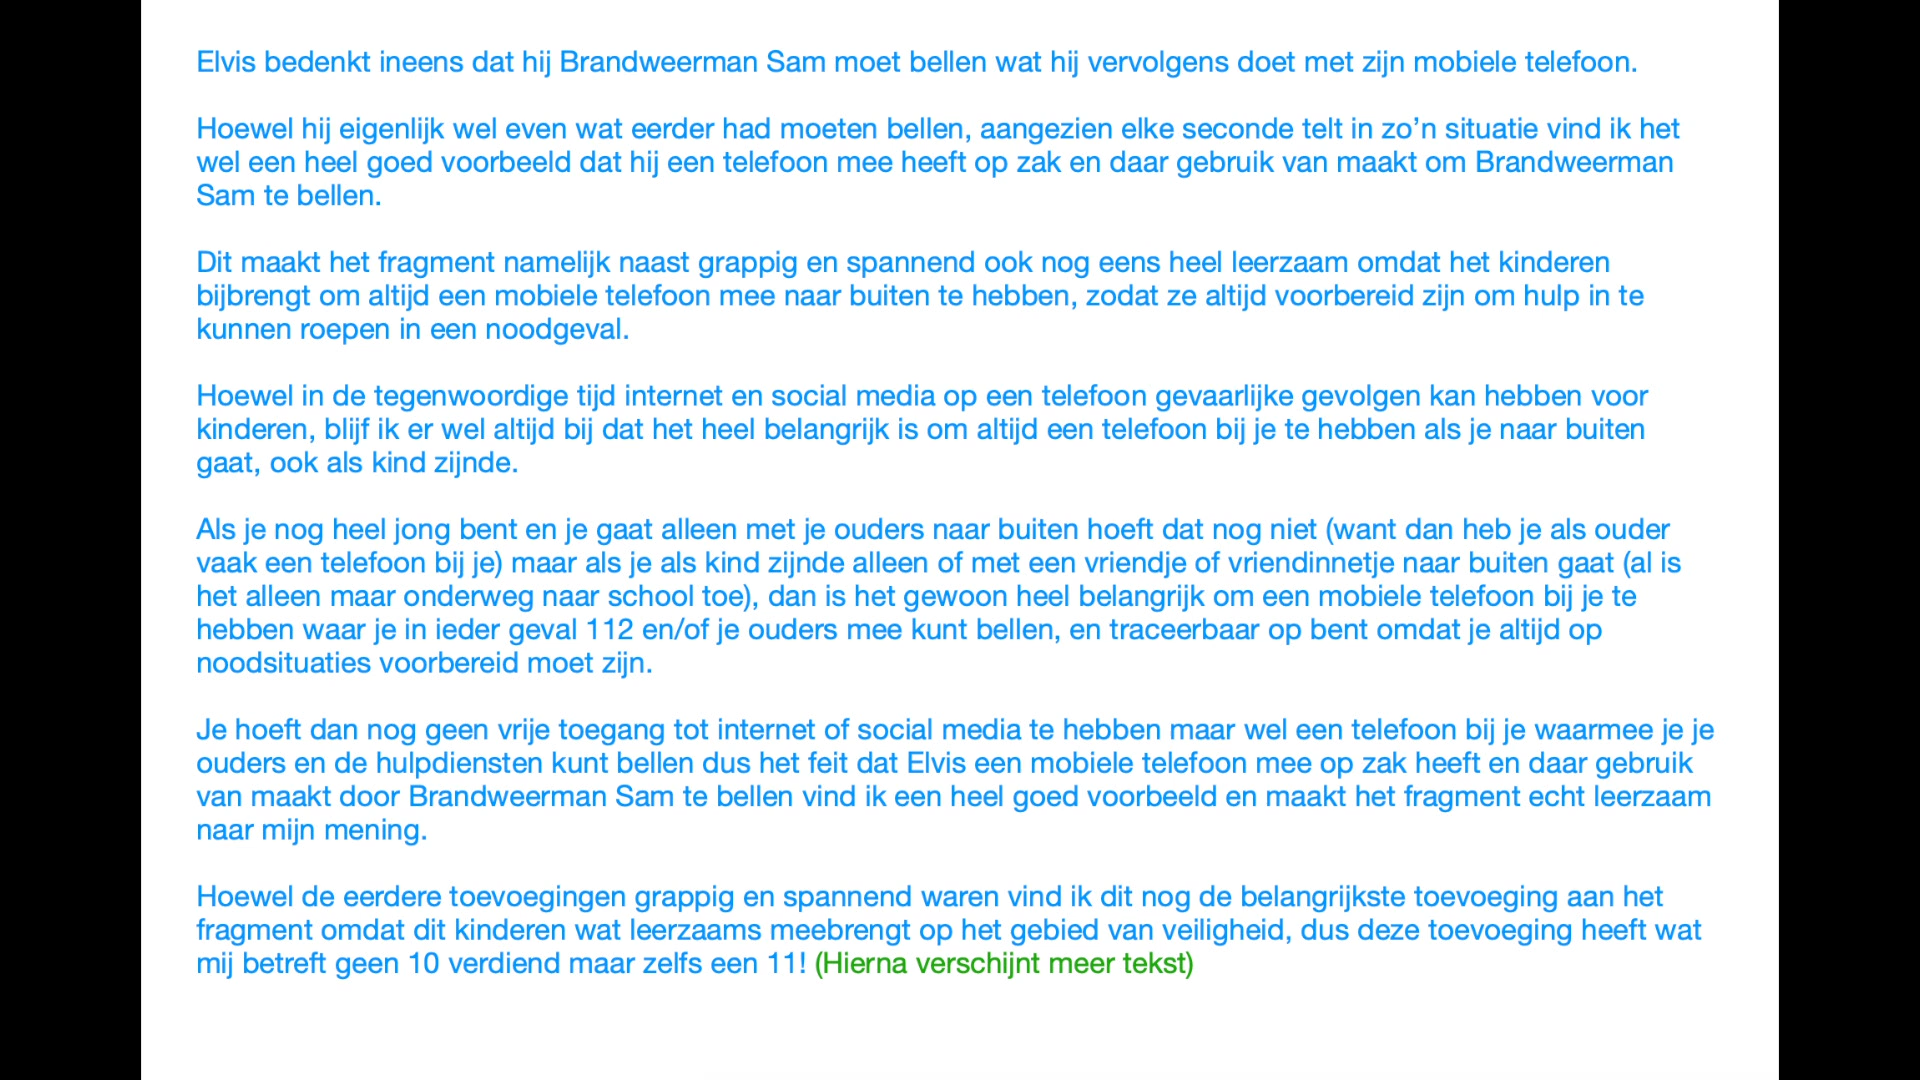 Elvis bedenkt ineens dat hij Brandweerman Sam moet bellen wat hij vervolgens doet met zijn mobiele telefoon.
Hoewel hij eigenlijk wel even wat eerder had moeten bellen, aangezien elke seconde telt in zo’n situatie vind ik het
wel een heel goed voorbeeld dat hij een telefoon mee heeft op zak en daar gebruik van maakt om Brandweerman
Sam te bellen.
Dit maakt het fragment namelijk naast grappig en spannend ook nog eens heel leerzaam omdat het kinderen
bijbrengt om altijd een mobiele telefoon mee naar buiten te hebben, zodat ze altijd voorbereid zijn om hulp in te
kunnen roepen in een noodgeval.
Hoewel in de tegenwoordige tijd internet en social media op een telefoon gevaarlijke gevolgen kan hebben voor
kinderen, blijf ik er wel altijd bij dat het heel belangrijk is om altijd een telefoon bij je te hebben als je naar buiten
gaat, ook als kind zijnde.
Als je nog heel jong bent en je gaat alleen met je ouders naar buiten hoeft dat nog niet (want dan heb je als ouder
vaak een telefoon bij je) maar als je als kind zijnde alleen of met een vriendje of vriendinnetje naar buiten gaat (al is
het alleen maar onderweg naar school toe), dan is het gewoon heel belangrijk om een mobiele telefoon bij je te
hebben waar je in ieder geval 112 en/of je ouders mee kunt bellen, en traceerbaar op bent omdat je altijd op
noodsituaties voorbereid moet zijn.
Je hoeft dan nog geen vrije toegang tot internet of social media te hebben maar wel een telefoon bij je waarmee je je
ouders en de hulpdiensten kunt bellen dus het feit dat Elvis een mobiele telefoon mee op zak heeft en daar gebruik
van maakt door Brandweerman Sam te bellen vind ik een heel goed voorbeeld en maakt het fragment echt leerzaam
naar mijn mening.
Hoewel de eerdere toevoegingen grappig en spannend waren vind ik dit nog de belangrijkste toevoeging aan het
fragment omdat dit kinderen wat leerzaams meebrengt op het gebied van veiligheid, dus deze toevoeging heeft wat
mij betreft geen 10 verdiend maar zelfs een 11! (Hierna verschijnt meer tekst)